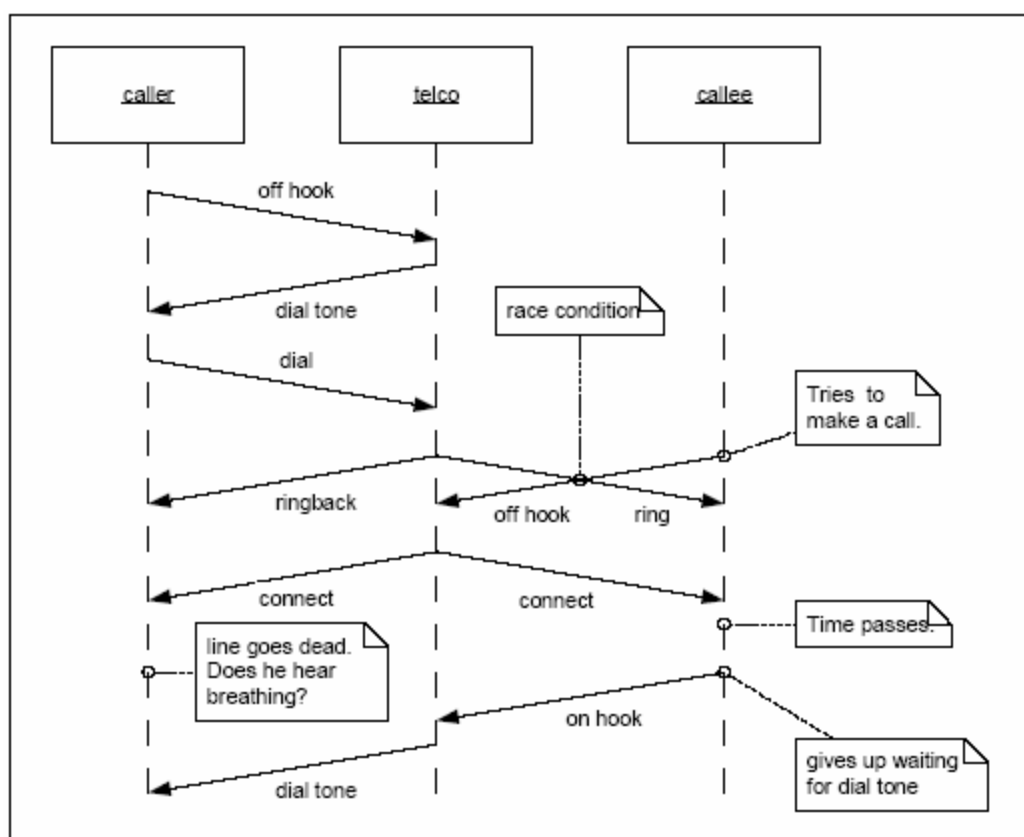 caller
telco
callee
off hook
dial tone
race condition
dial
Tries to
make a call.
ringback
off hook
ring
connect
connect
Time passes.
line goes dead.
Does he hear
breathing?
on hook
gives up waiting
for dial tone
dial tone